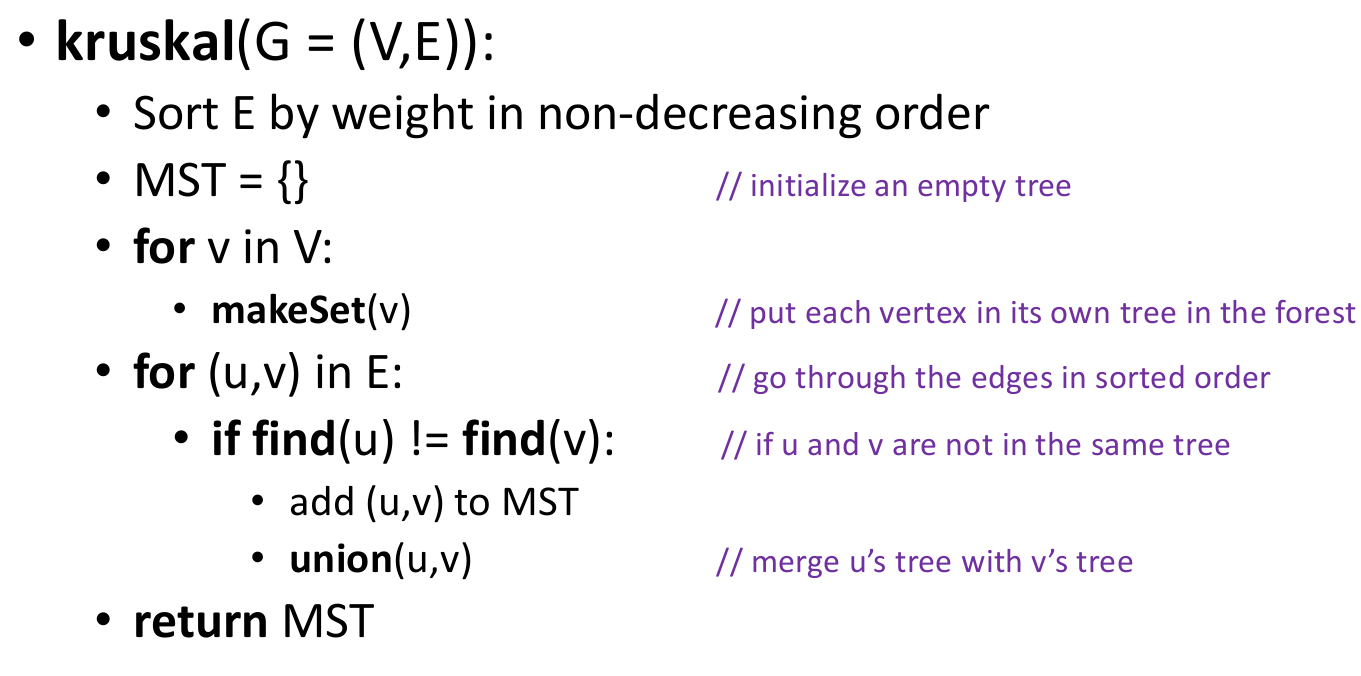 • kruskal(G = (V,E)):
• Sort E by weight in non-decreasing order
• MST = {} // initialize an empty tree
• for v in V:
• makeSet(v) // put each vertex in its own tree in the forest
• for (u,v) in E: // go through the edges in sorted order
• if find(u) != find(v): // if u and v are not in the same tree
• add (u,v) to MST
• union(u,v) // merge u’s tree with v’s tree
• return MST